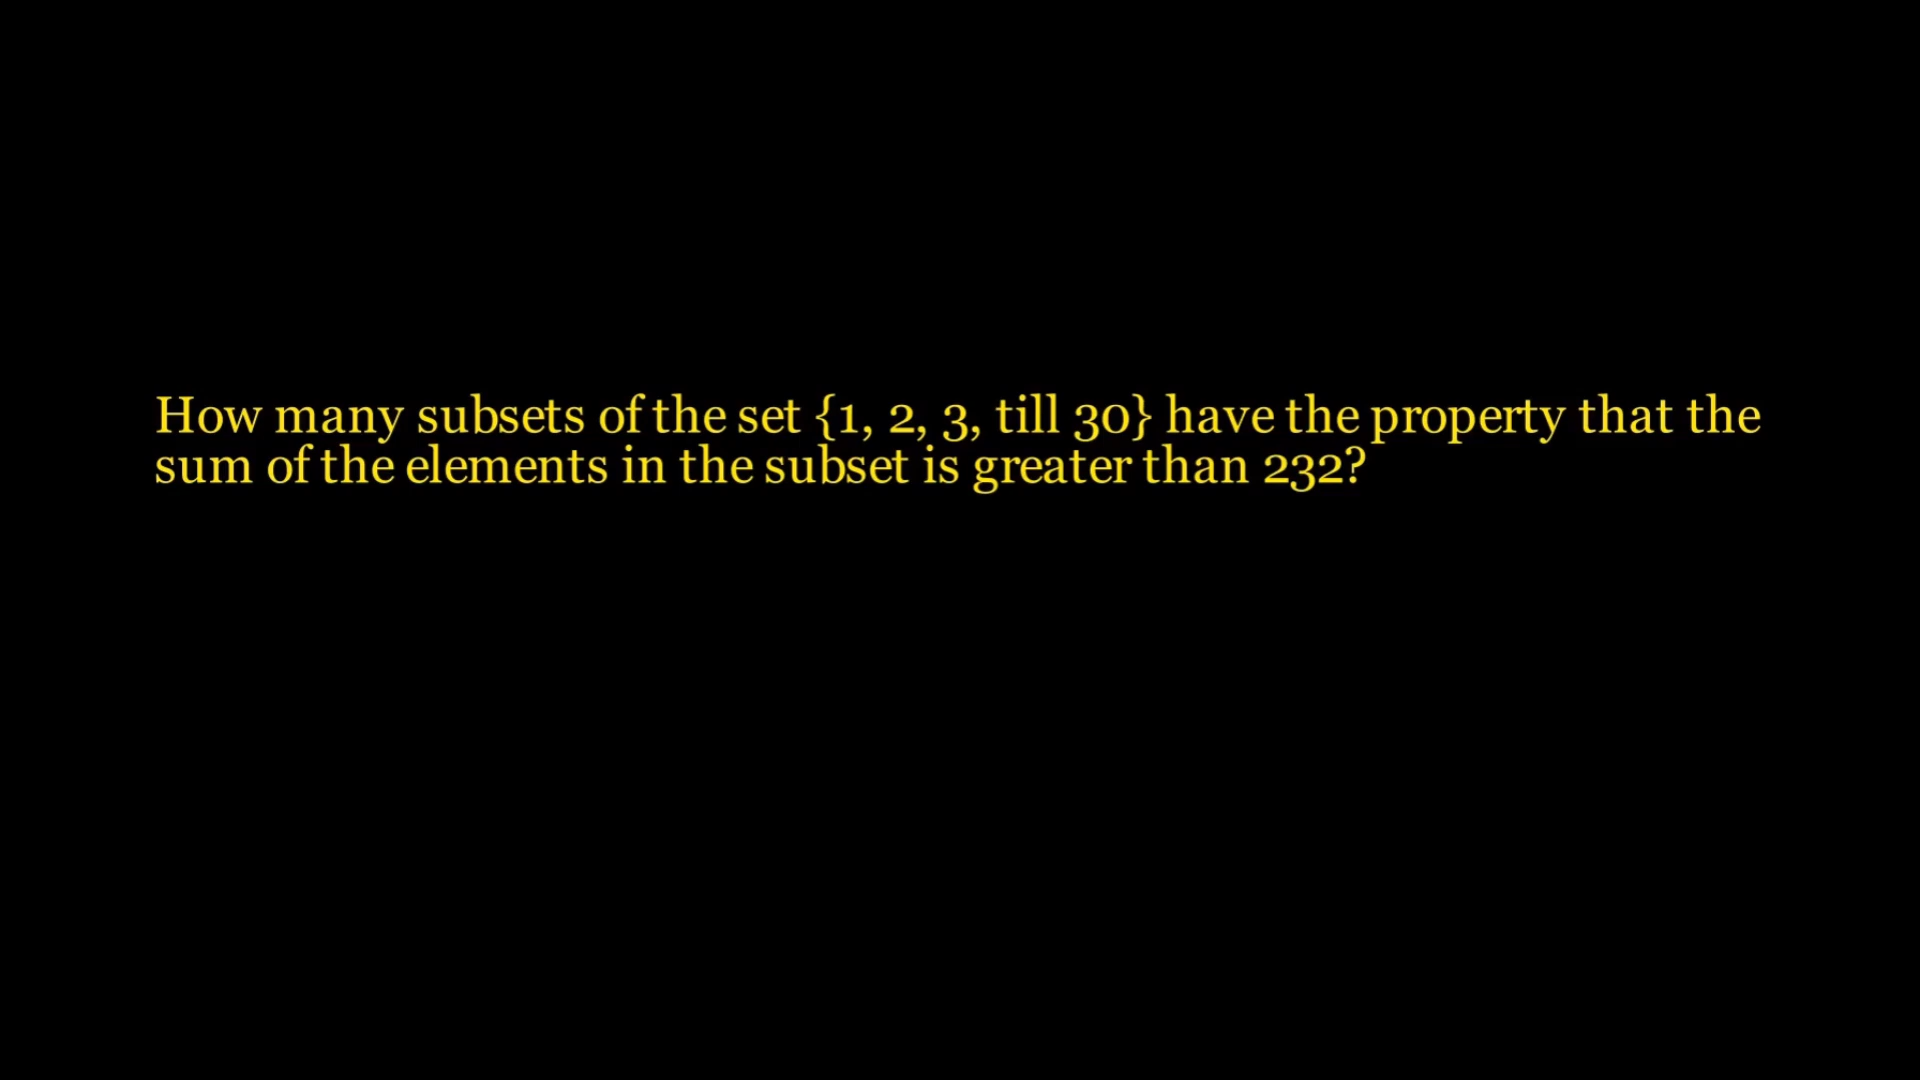 How many subsets of the set {1, 2, 3, till 30} have the property that the
sum of the elements in the subset is greater than 232?